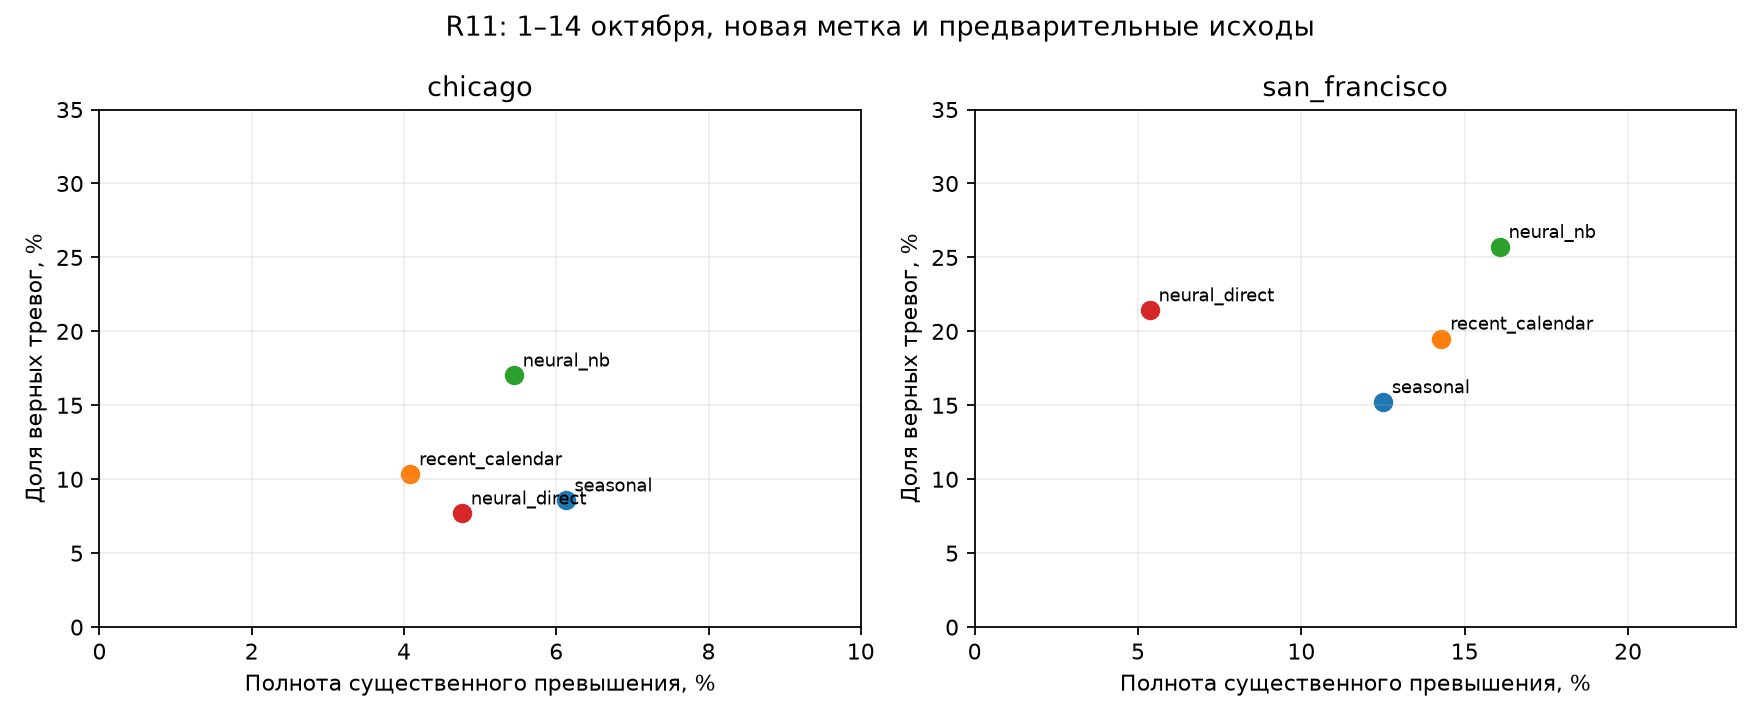 R11: 1–14 октября, новая метка и предварительные исходы
chicago
Доля верных тревог, %
35
30
25
20
15
10
5
0
neural_nb
recent_calendar
seasonal
neural_direct
0 2 4 6 8 10
Полнота существенного превышения, %
san_francisco
Доля верных тревог, %
35
30
25
20
15
10
5
0
neural_nb
neural_direct
recent_calendar
seasonal
0 5 10 15 20
Полнота существенного превышения, %